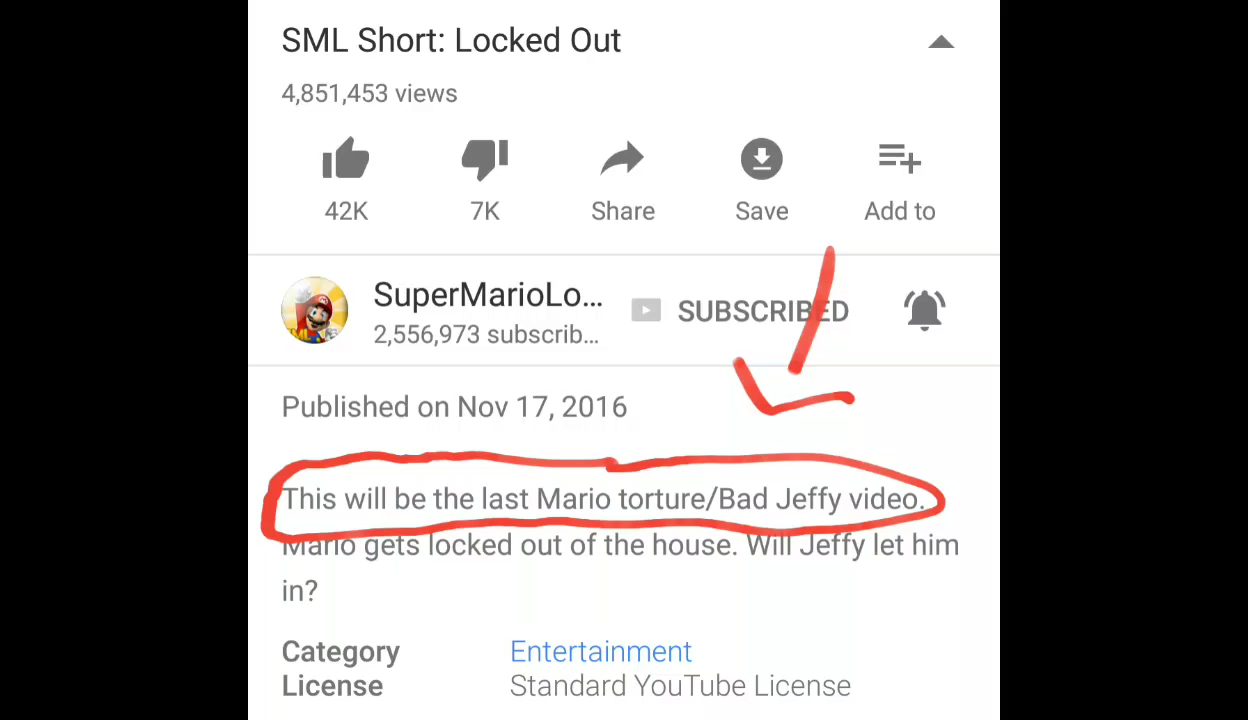 SML Short: Locked Out
4,851,453 views
42K 7K Share Save Add to
SuperMarioLo... SUBSCRIBED
2,556,973 subscrib...
Published on Nov 17, 2016
This will be the last Mario torture/Bad Jeffy video.
Mario gets locked out of the house. Will Jeffy let him
in?
Category Entertainment
License Standard YouTube License